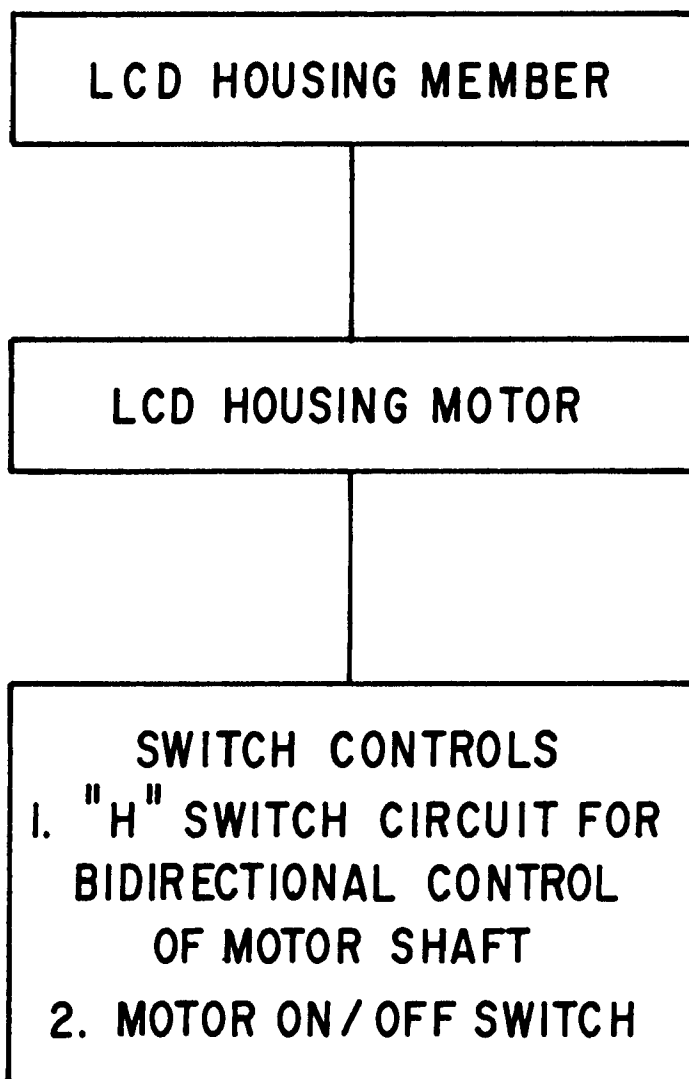 LCD HOUSING MEMBER
LCD HOUSING MOTOR
SWITCH CONTROLS
1. "H" SWITCH CIRCUIT FOR
BIDIRECTIONAL CONTROL
OF MOTOR SHAFT
2. MOTOR ON/OFF SWITCH